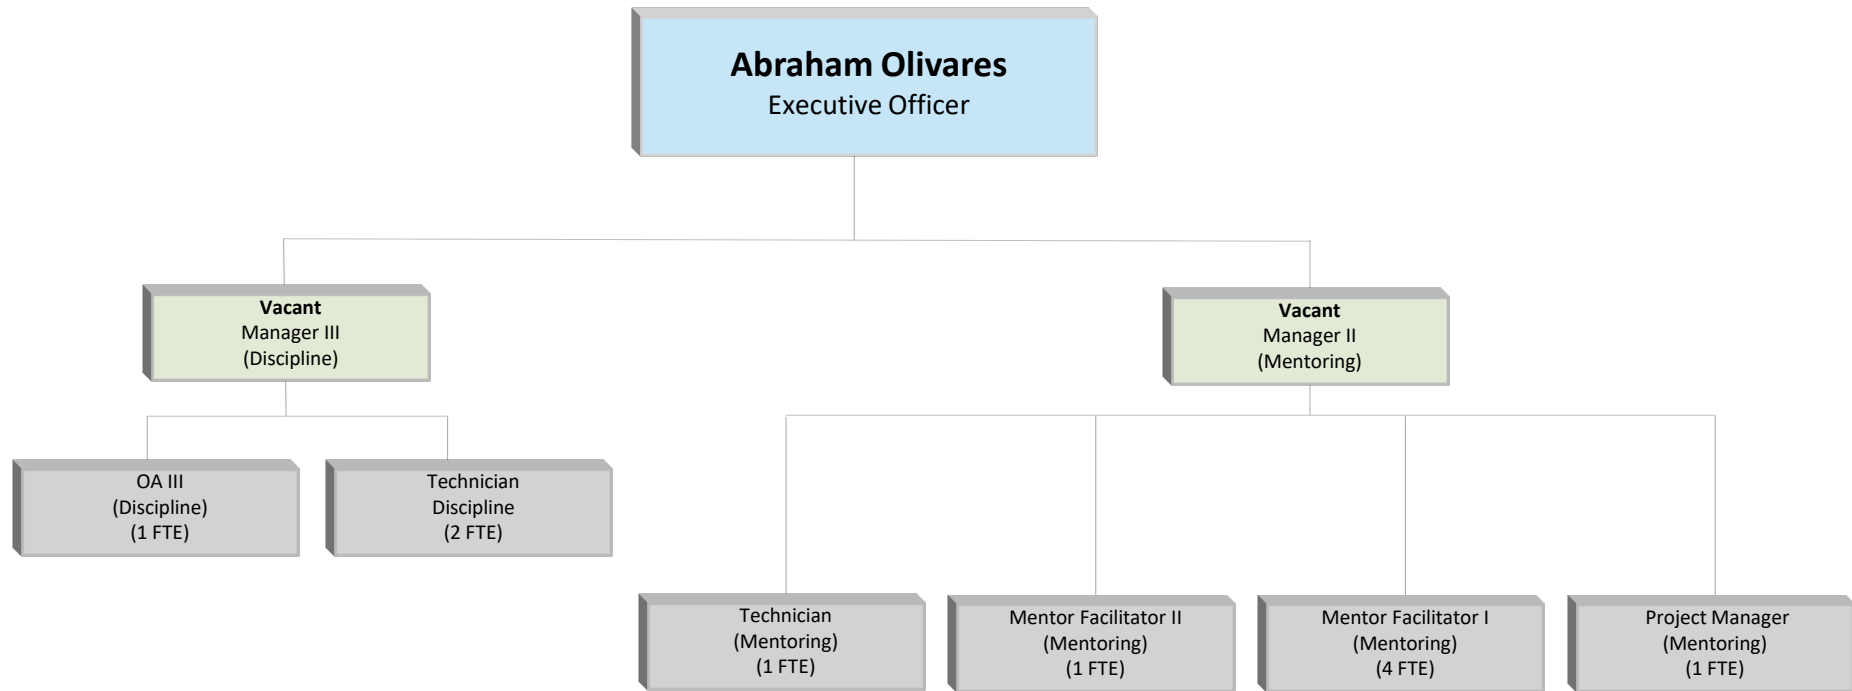 Abraham Olivares
Executive Officer
Vacant
Manager III
(Discipline)
Vacant
Manager II
(Mentoring)
OA III
(Discipline)
(1 FTE)
Technician
Discipline
(2 FTE)
Technician
(Mentoring)
(1 FTE)
Mentor Facilitator II
(Mentoring)
(1 FTE)
Mentor Facilitator I
(Mentoring)
(4 FTE)
Project Manager
(Mentoring)
(1 FTE)